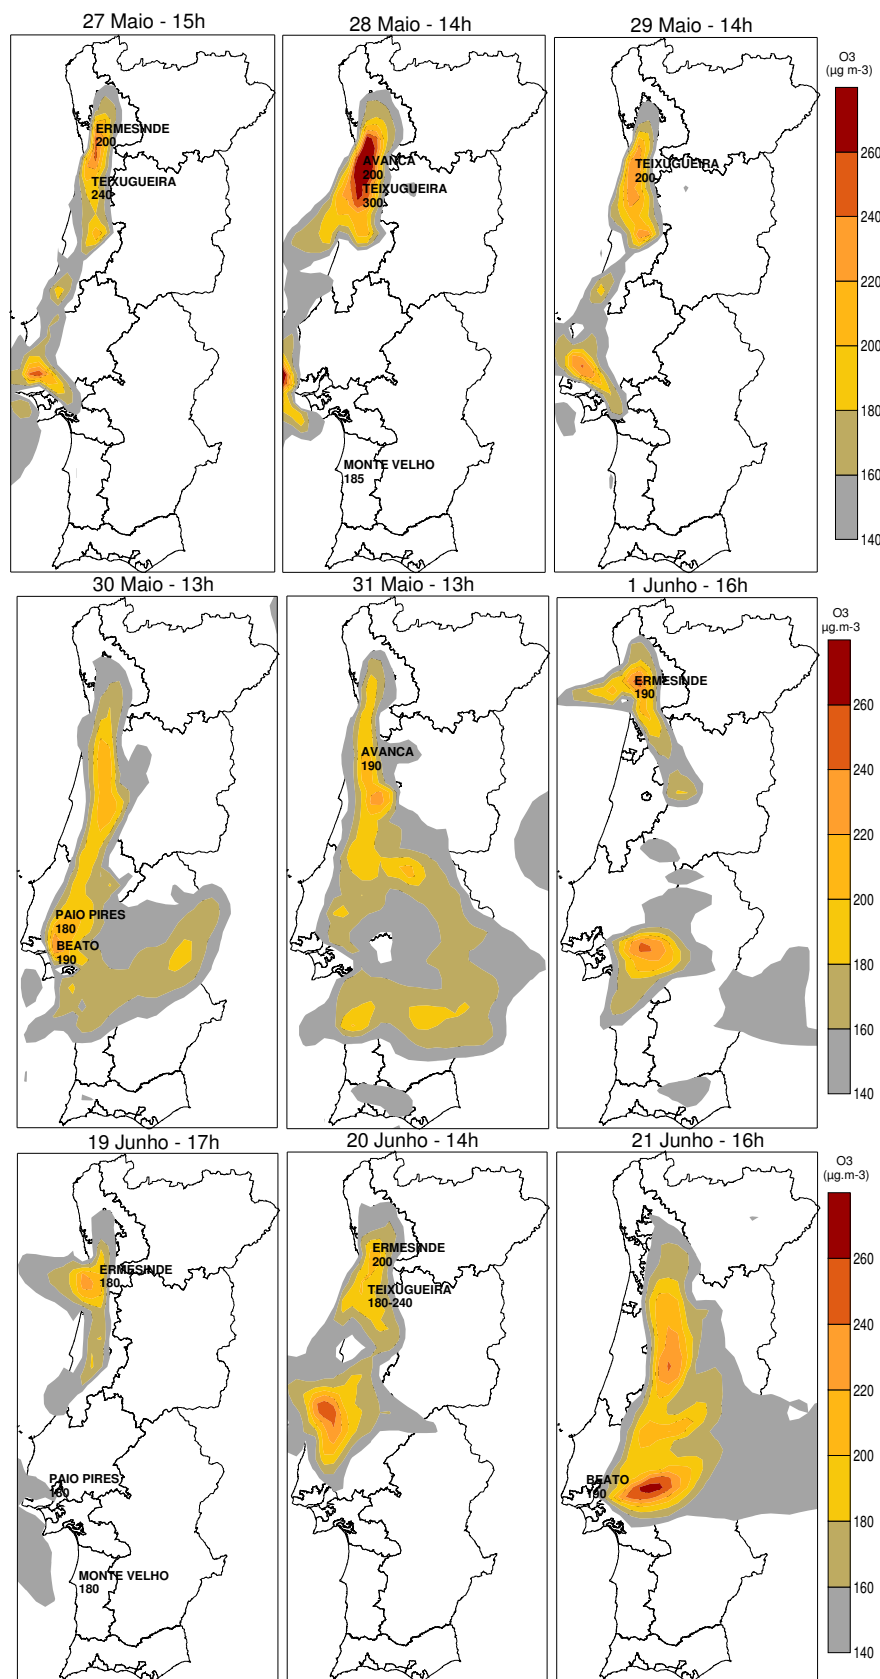 27 Maio - 15h
28 Maio - 14h
29 Maio - 14h
O3
(µg m-3)
ERMESINDE
200
TEIXUGUEIRA
240
AVANCA
200
TEIXUGUEIRA
300
MONTE VELHO
185
TEIXUGUEIRA
200
260
240
220
200
180
160
140
30 Maio - 13h
31 Maio - 13h
1 Junho - 16h
O3
µg.m-3
PAIO PIRES
180
BEATO
190
AVANCA
190
ERMESINDE
190
260
240
220
200
180
160
140
19 Junho - 17h
20 Junho - 14h
21 Junho - 16h
O3
(µg.m-3)
ERMESINDE
180
PAIO PIRES
180
MONTE VELHO
180
ERMESINDE
200
TEIXUGUEIRA
180-240
BEATO
190
260
240
220
200
180
160
140